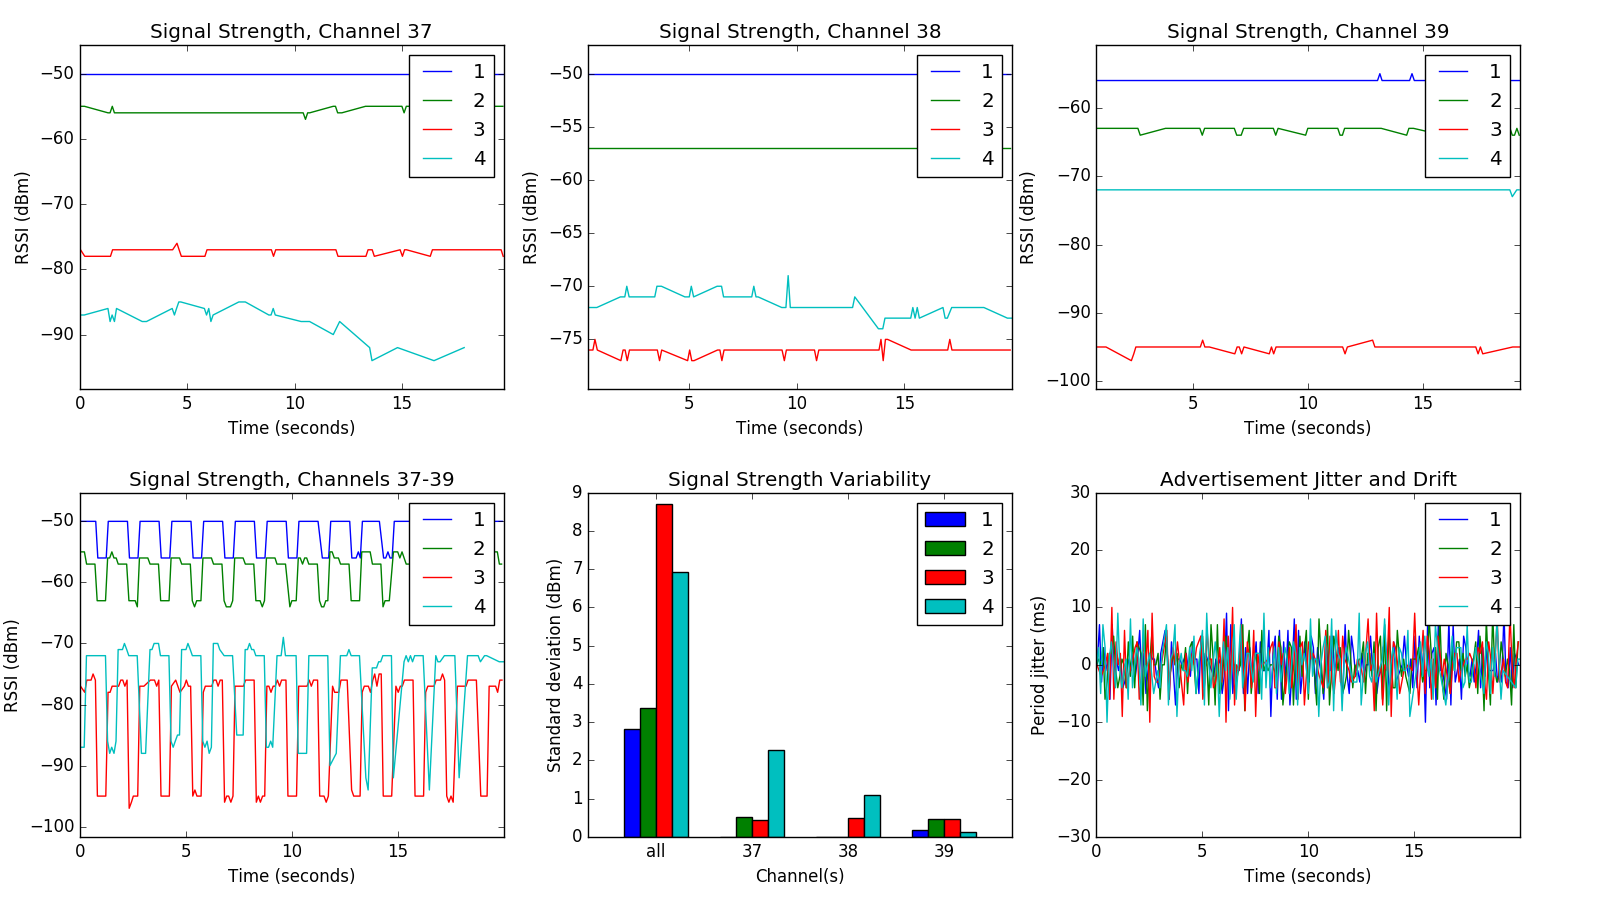 Signal Strength, Channel 37
−50
−60
−70
−80
−90
RSSI (dBm)
0 5 10 15
Time (seconds)
1
2
3
4
Signal Strength, Channel 38
−50
−55
−60
−65
−70
−75
RSSI (dBm)
5 10 15
Time (seconds)
1
2
3
4
Signal Strength, Channel 39
−60
−70
−80
−90
−100
RSSI (dBm)
5 10 15
Time (seconds)
1
2
3
4
Signal Strength, Channels 37-39
−50
−60
−70
−80
−90
−100
RSSI (dBm)
0 5 10 15
Time (seconds)
1
2
3
4
Signal Strength Variability
9
8
7
6
5
4
3
2
1
0
Standard deviation (dBm)
all 37 38 39
Channel(s)
1
2
3
4
Advertisement Jitter and Drift
30
20
10
0
−10
−20
−30
Period jitter (ms)
0 5 10 15
Time (seconds)
1
2
3
4